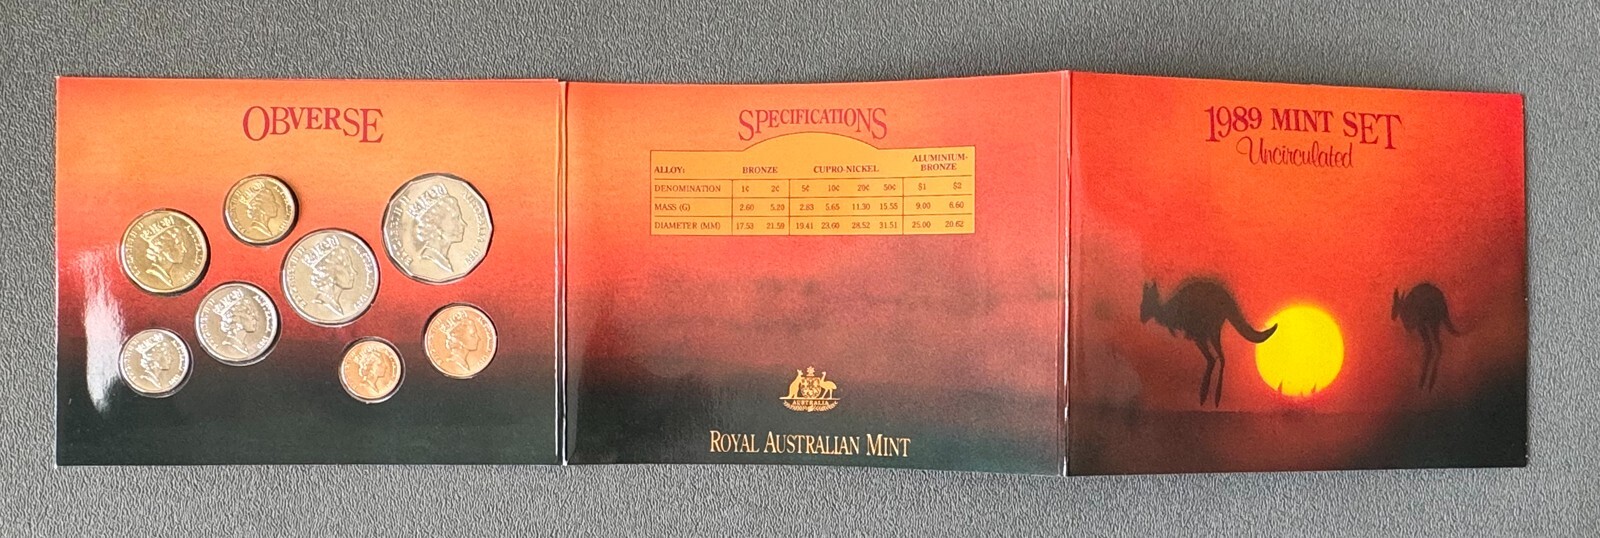 OBVERSE
SPECIFICATIONS
ALLOY: BRONZE CUPRO-NICKEL ALUMINIUM-BRONZE
DENOMINATION 1¢ 2¢ 5¢ 10¢ 20¢ 50¢ $1 $2
MASS (G) 2.60 5.20 2.83 5.65 11.30 15.55 9.00 6.60
DIAMETER (MM) 17.53 21.59 19.41 23.60 28.52 31.51 25.00 20.62
AUSTRALIA
ROYAL AUSTRALIAN MINT
1989 MINT SET
Uncirculated